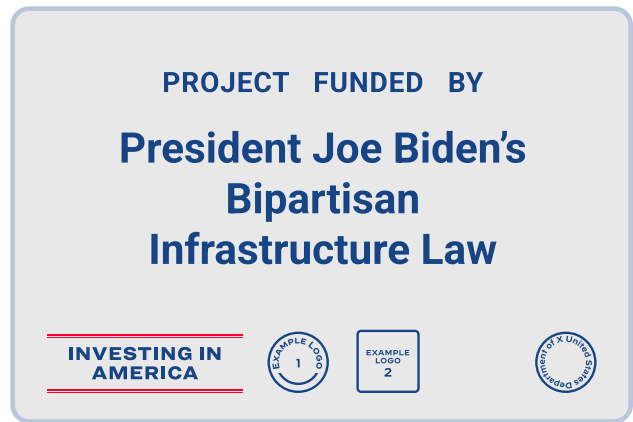 PROJECT FUNDED BY
President Joe Biden’s
Bipartisan
Infrastructure Law
INVESTING IN
AMERICA
EXAMPLE LOGO
1
EXAMPLE
LOGO
2
Department of X United States